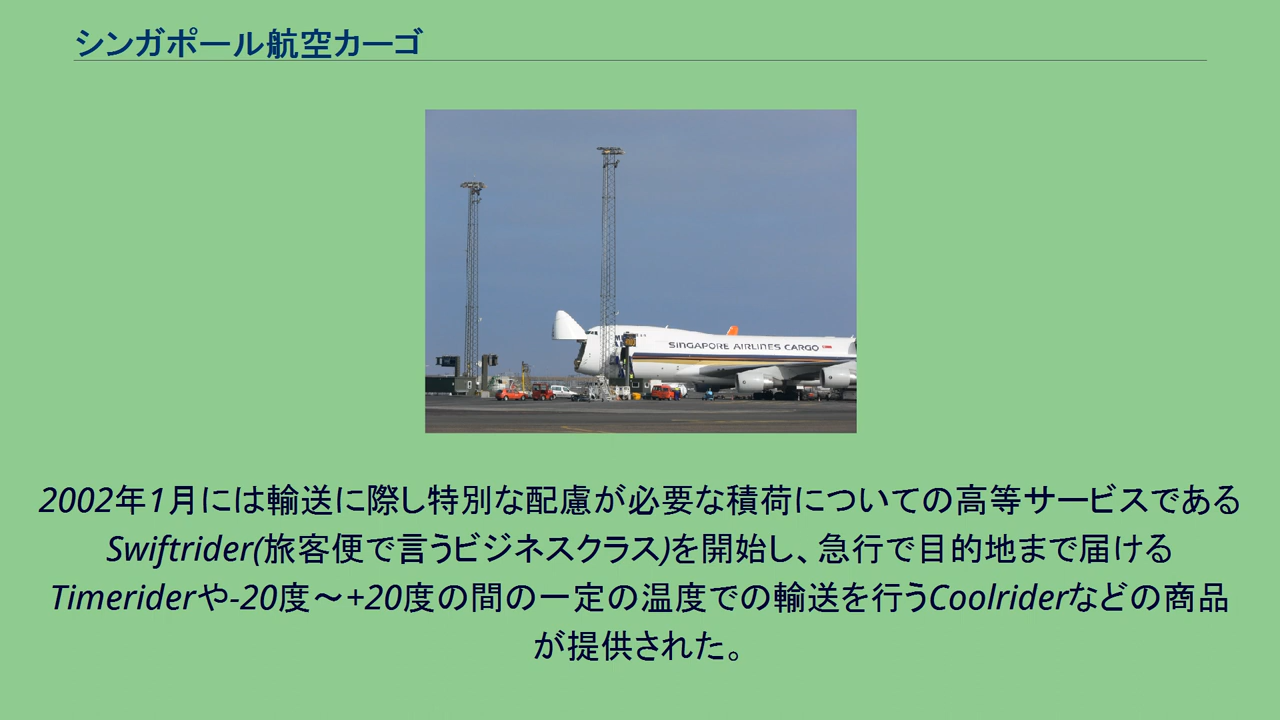 シンガポール航空カーゴ
SINGAPORE AIRLINES CARGO
2002年1月には輸送に際し特別な配慮が必要な積荷についての高等サービスである
Swiftrider(旅客便で言うビジネスクラス)を開始し、急行で目的地まで届ける
Timeriderや-20度～+20度の間の一定の温度での輸送を行うCoolriderなどの商品
が提供された。